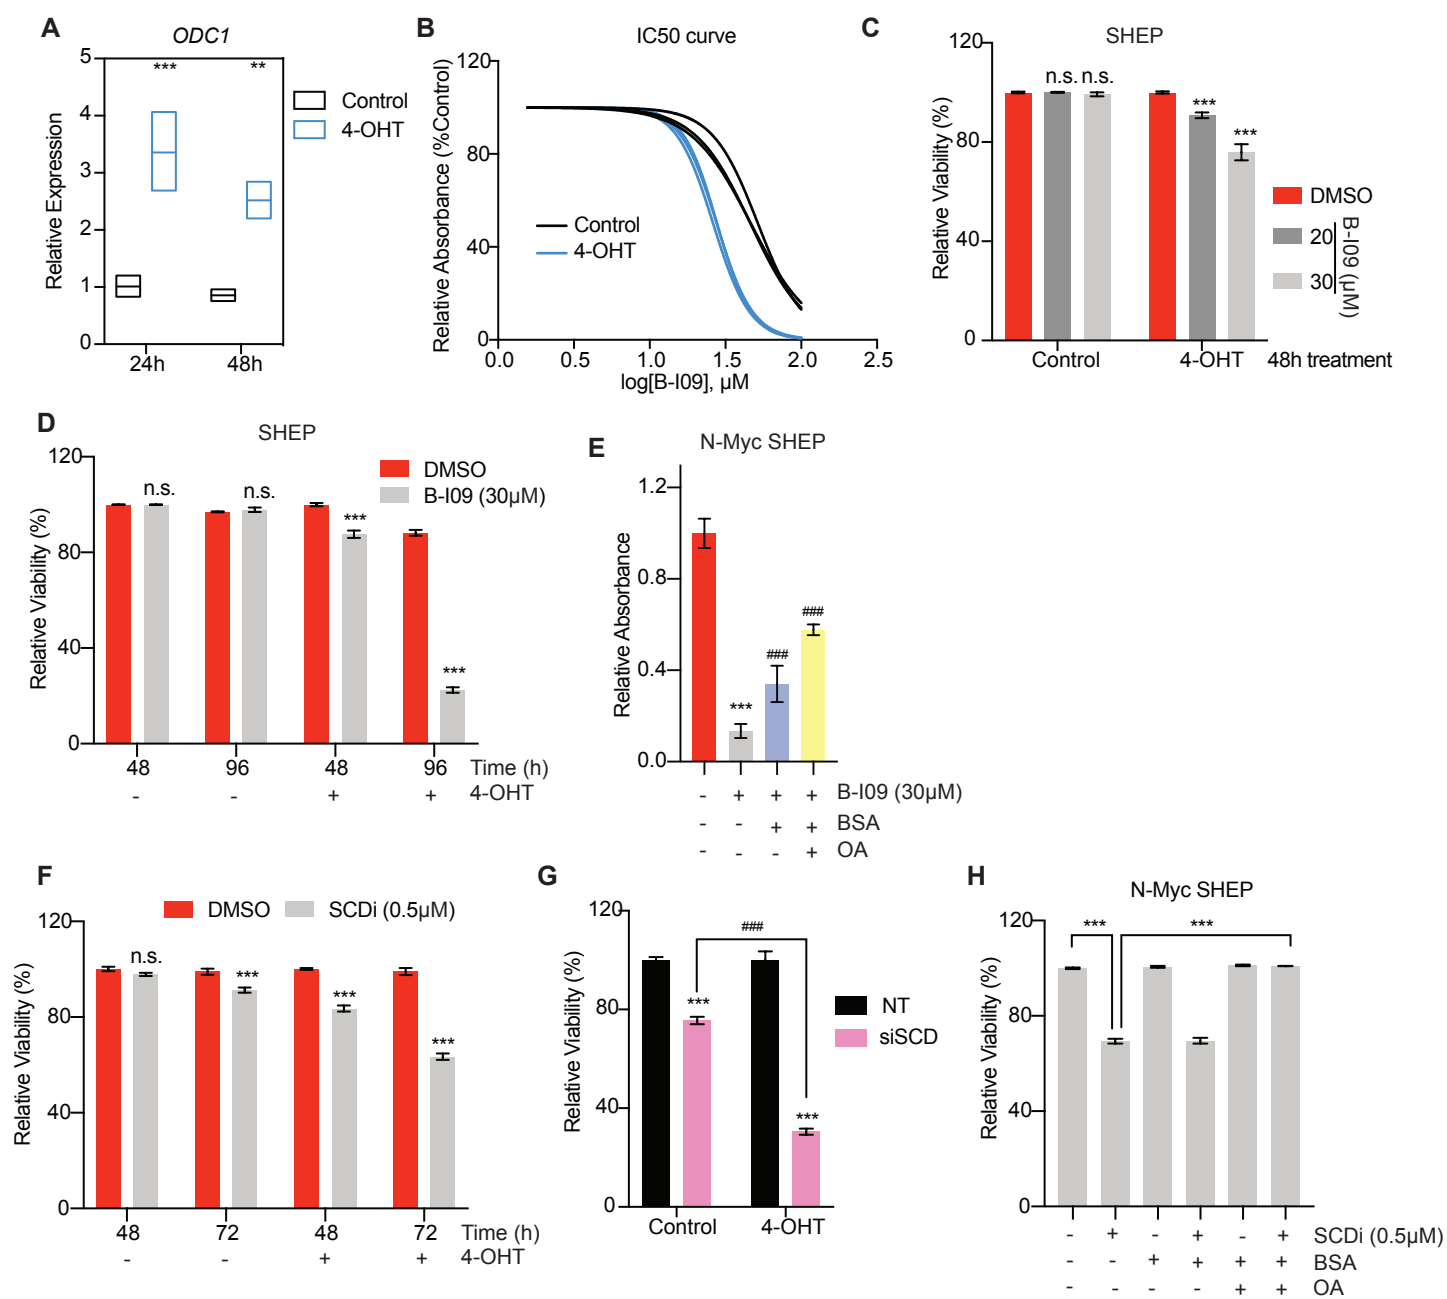 A
ODC1
5
4
3
2
1
0
Relative Expression
***
**
24h
48h
Control
4-OHT
B
IC50 curve
120
80
40
0
Relative Absorbance (%Control)
Control
4-OHT
0.0
0.5
1.0
1.5
2.0
2.5
log[B-I09], µM
C
SHEP
120
80
40
0
Relative Viability (%)
n.s.
n.s.
***
***
Control
4-OHT
48h treatment
DMSO
20
30
B-I09 (µM)
D
SHEP
120
80
40
0
Relative Viability (%)
DMSO
B-I09 (30µM)
n.s.
n.s.
***
***
48
96
48
96
Time (h)
-
-
+
+
4-OHT
E
N-Myc SHEP
1.2
0.8
0.4
0.0
Relative Absorbance
***
###
###
- + + + B-I09 (30µM)
- - + + BSA
- - - + OA
F
DMSO
SCDi (0.5µM)
120
80
40
0
Relative Viability (%)
n.s.
***
***
***
48
72
48
72
Time (h)
-
-
+
+
4-OHT
G
120
80
40
0
Relative Viability (%)
###
***
***
NT
siSCD
Control
4-OHT
H
N-Myc SHEP
120
80
40
0
Relative Viability (%)
***
***
- + - + - + SCDi (0.5µM)
- - + + + + BSA
- - - - + + OA